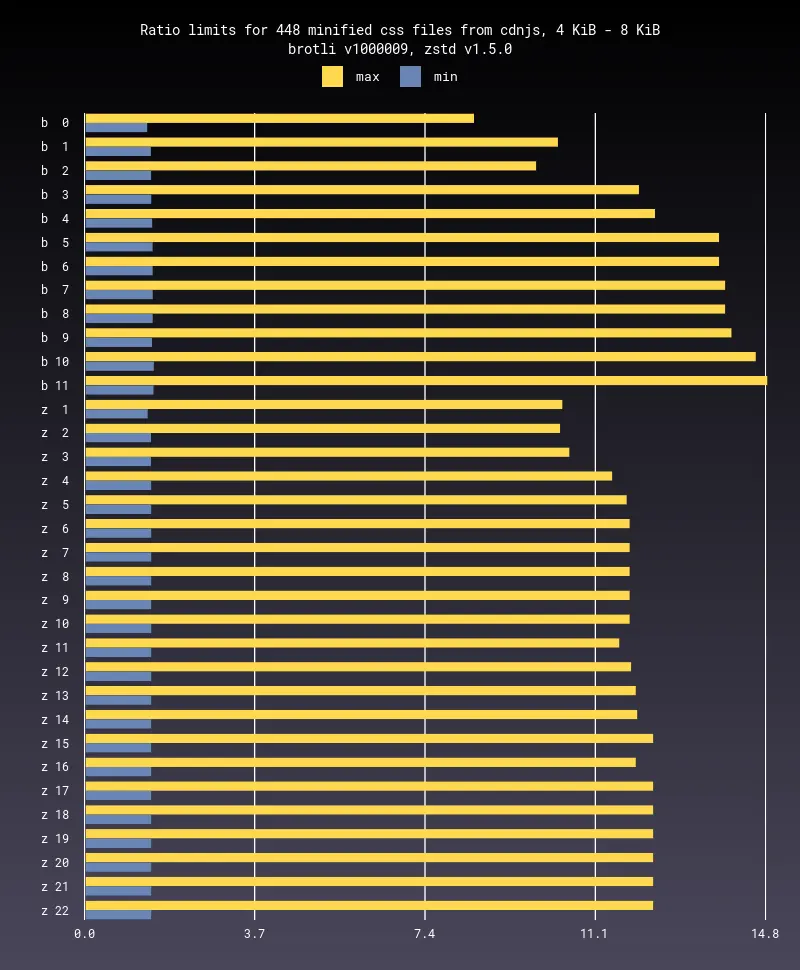 Ratio limits for 448 minified css files from cdnjs, 4 KiB - 8 KiB
brotli v1000009, zstd v1.5.0
max min
b 0
b 1
b 2
b 3
b 4
b 5
b 6
b 7
b 8
b 9
b 10
b 11
z 1
z 2
z 3
z 4
z 5
z 6
z 7
z 8
z 9
z 10
z 11
z 12
z 13
z 14
z 15
z 16
z 17
z 18
z 19
z 20
z 21
z 22
0.0 3.7 7.4 11.1 14.8